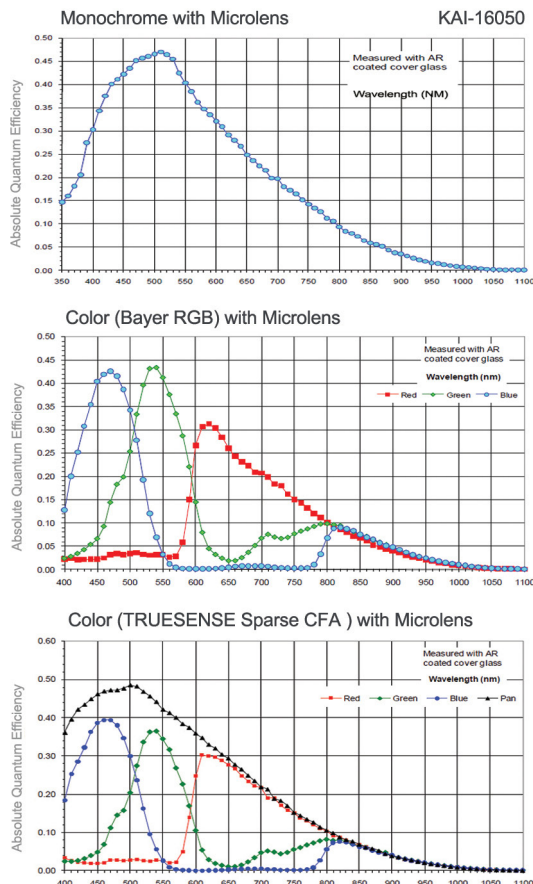 Monochrome with Microlens KAI-16050
0.50
0.45
0.40
0.35
0.30
0.25
0.20
0.15
0.10
0.05
0.00
Absolute Quantum Efficiency
Measured with AR
coated cover glass
Wavelength (NM)
350 400 450 500 550 600 650 700 750 800 850 900 950 1000 1050 1100
Color (Bayer RGB) with Microlens
0.50
0.45
0.40
0.35
0.30
0.25
0.20
0.15
0.10
0.05
0.00
Absolute Quantum Efficiency
Measured with AR
coated cover glass
Wavelength (nm)
Red Green Blue
400 450 500 550 600 650 700 750 800 850 900 950 1000 1050 1100
Color (TRUESENSE Sparse CFA ) with Microlens
0.60
0.50
0.40
0.30
0.20
0.10
0.00
Absolute Quantum Efficiency
Measured with AR
coated cover glass
Wavelength (nm)
Red Green Blue Pan
400 450 500 550 600 650 700 750 800 850 900 950 1000 1050 1100